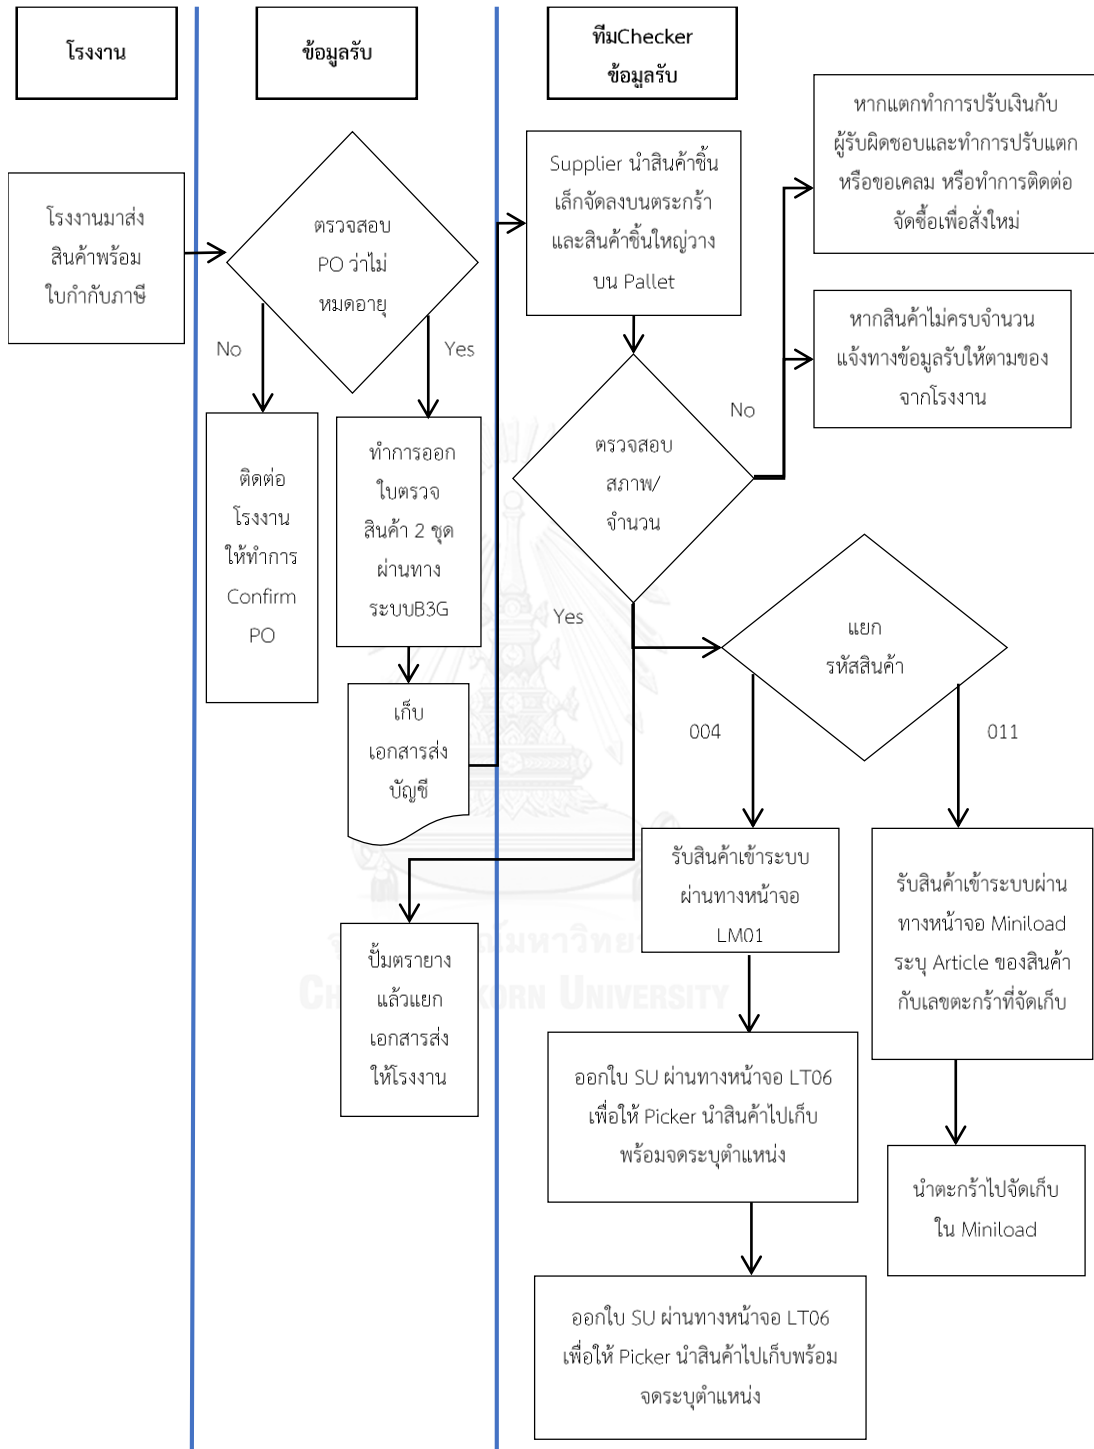 โรงงาน
ข้อมูลรับ
ทีมChecker
ข้อมูลรับ
โรงงานมาส่ง
สินค้าพร้อม
ใบกำกับภาษี
ตรวจสอบ
PO ว่าไม่
หมดอายุ
No
Yes
ติดต่อ
โรงงาน
ให้ทำการ
Confirm
PO
ทำการออก
ใบตรวจ
สินค้า 2 ชุด
ผ่านทาง
ระบบB3G
เก็บ
เอกสารส่ง
บัญชี
ปั้มตรายาง
แล้วแยก
เอกสารส่ง
ให้โรงงาน
Supplier นำสินค้าชิ้น
เล็กจัดลงบนตระกร้า
และสินค้าชิ้นใหญ่วาง
บน Pallet
ตรวจสอบ
สภาพ/
จำนวน
No
Yes
หากแตกทำการปรับเงินกับ
ผู้รับผิดชอบและทำการปรับแตก
หรือขอเคลม หรือทำการติดต่อ
จัดซื้อเพื่อสั่งใหม่
หากสินค้าไม่ครบจำนวน
แจ้งทางข้อมูลรับให้ตามของ
จากโรงงาน
แยก
รหัสสินค้า
004
011
รับสินค้าเข้าระบบ
ผ่านทางหน้าจอ
LM01
ออกใบ SU ผ่านทางหน้าจอ LT06
เพื่อให้ Picker นำสินค้าไปเก็บ
พร้อมจดระบุตำแหน่ง
ออกใบ SU ผ่านทางหน้าจอ LT06
เพื่อให้ Picker นำสินค้าไปเก็บพร้อม
จดระบุตำแหน่ง
รับสินค้าเข้าระบบผ่าน
ทางหน้าจอ Miniload
ระบุ Article ของสินค้า
กับเลขตะกร้าที่จัดเก็บ
นำตะกร้าไปจัดเก็บ
ใน Miniload
UNIVERSITY